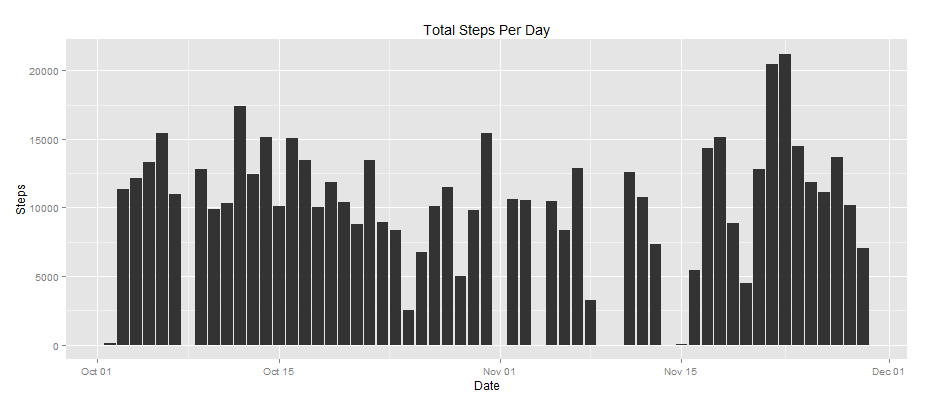 Total Steps Per Day
Steps
20000
15000
10000
5000
0
Oct 01 Oct 15 Nov 01 Nov 15 Dec 01
Date